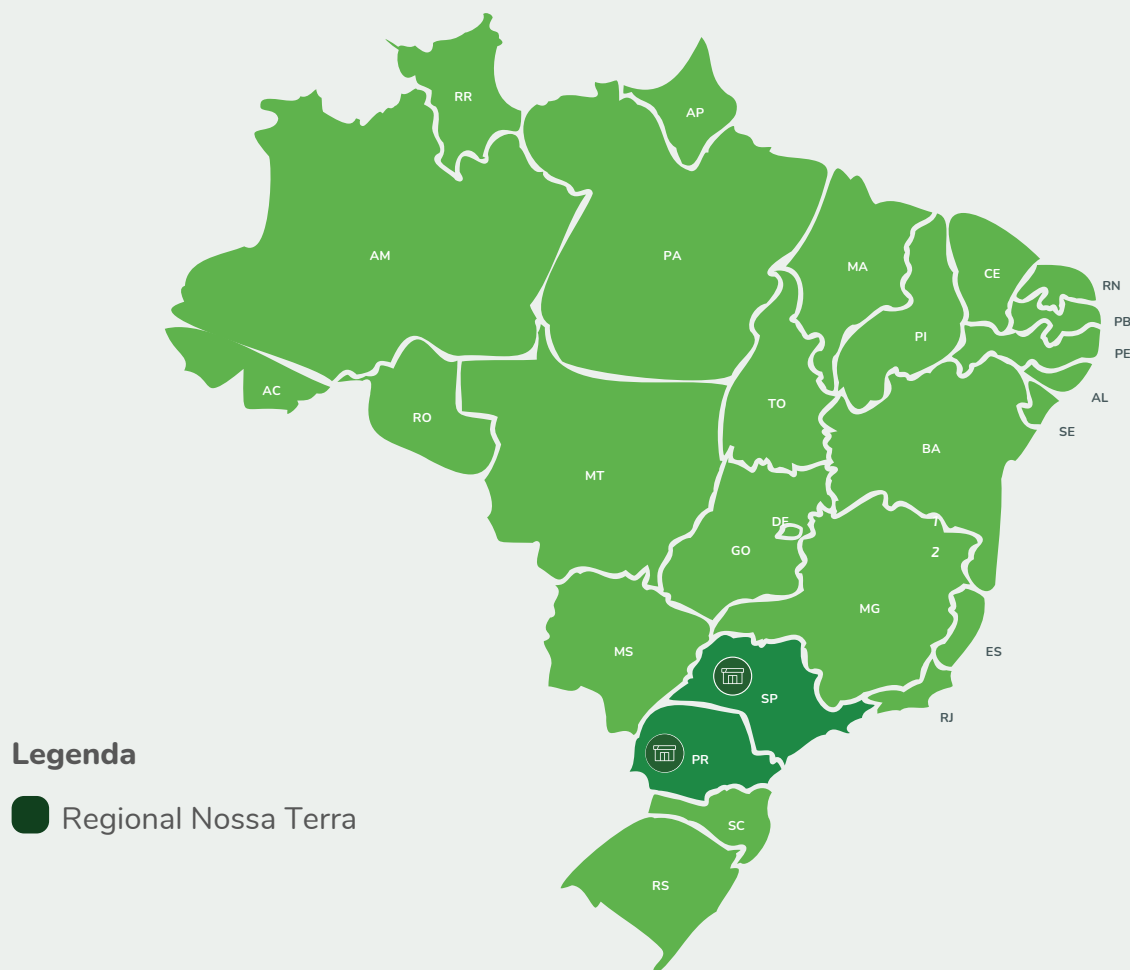 RR
AP
AM
PA
MA
CE
RN
PB
PI
PE
AC
AL
TO
RO
SE
BA
MT
DF
1
GO
2
MG
MS
ES
SP
RJ
Legenda
PR
Regional Nossa Terra
SC
RS